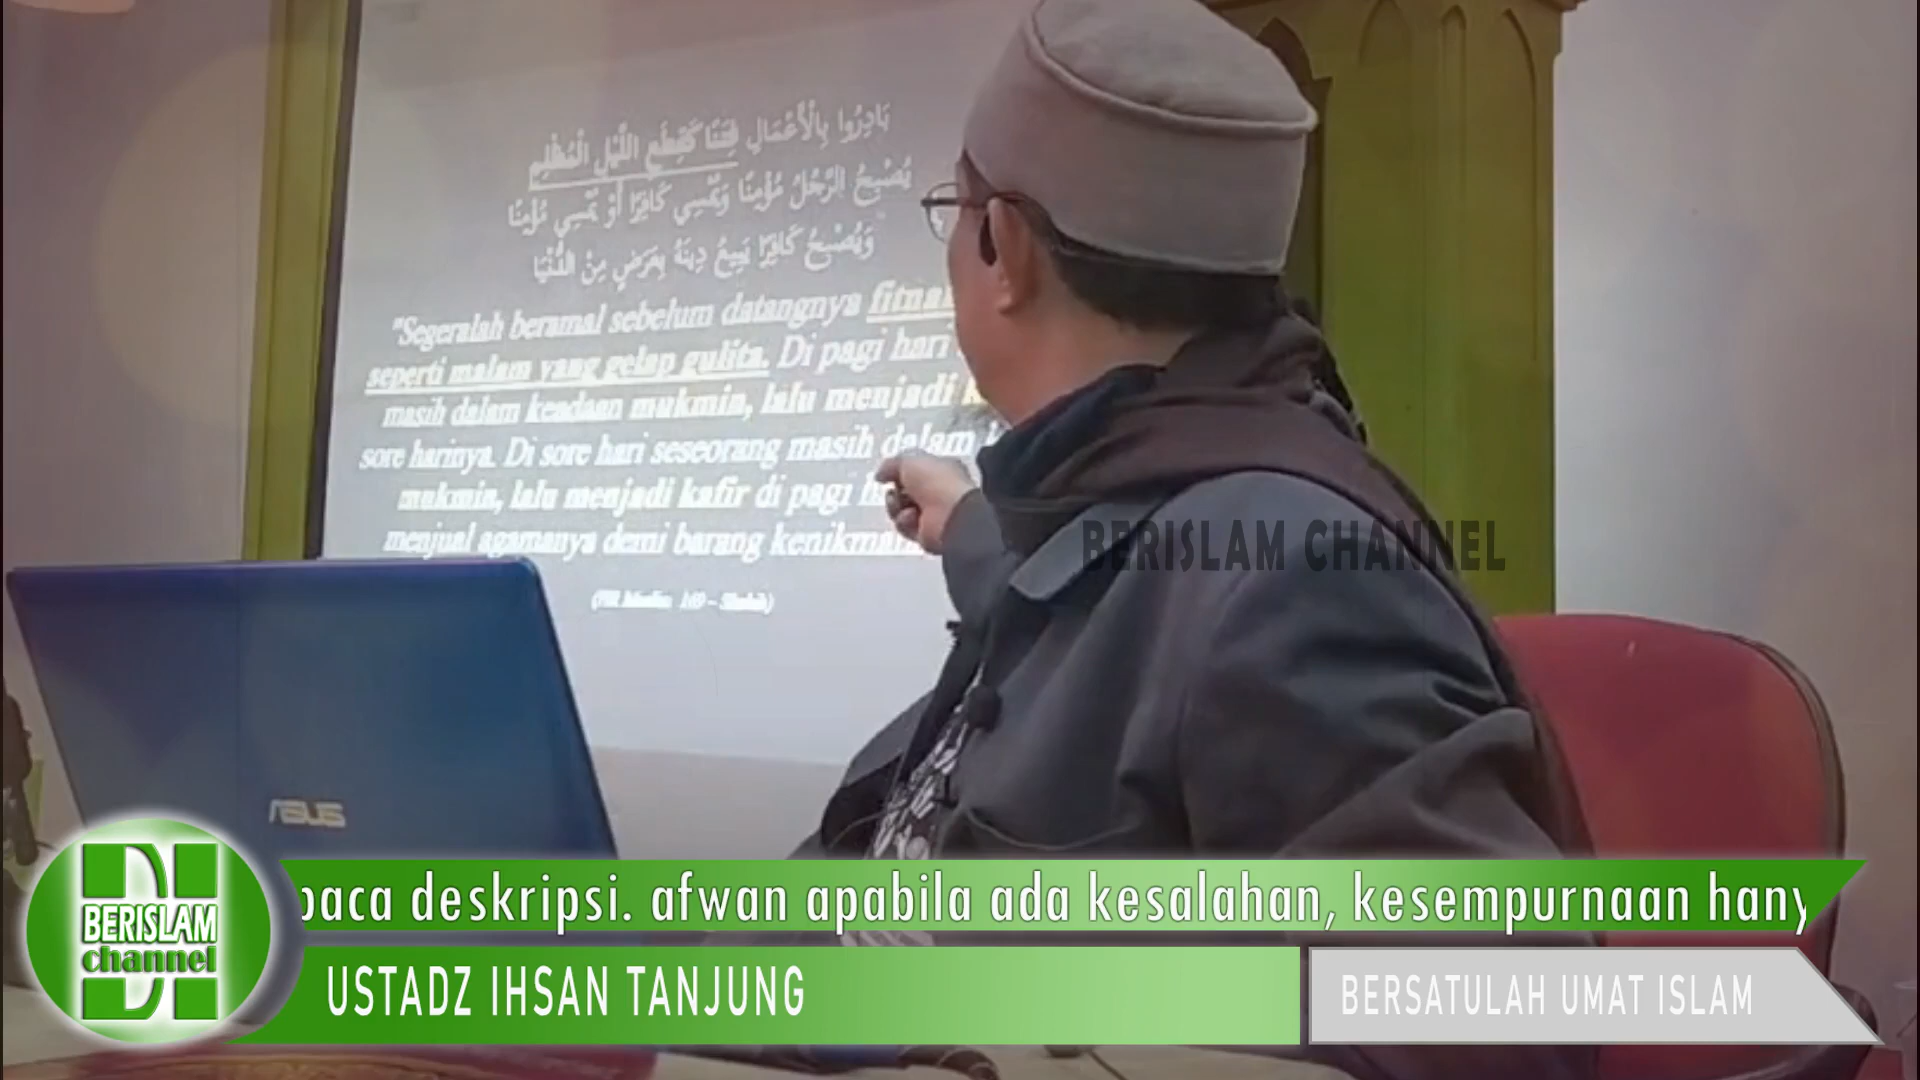 بَادِرُوا بِالْأَعْمَالِ فِتَنًا كَقِطَعِ اللَّيْلِ الْمُظْلِمِ
يُصْبِحُ الرَّجُلُ مُؤْمِنًا وَيُمْسِي كَافِرًا أَوْ يُمْسِي مُؤْمِنًا
وَيُصْبِحُ كَافِرًا يَبِيعُ دِينَهُ بِعَرَضٍ مِنْ الدُّنْيَا
"Segeralah beramal sebelum datangnya
seperti malam yang gelap gulita. Di pagi hari
masih dalam keadaan mukmin, lalu menjadi
sore harinya. Di sore hari seseorang masih dalam
mukmin, lalu menjadi kafir di pagi
menjual agamanya demi barang
BERISLAM CHANNEL
ASUS
baca deskripsi. afwan apabila ada kesalahan, kesempurnaan hany
BERISLAM
channel
USTADZ IHSAN TANJUNG
BERSATULAH UMAT ISLAM